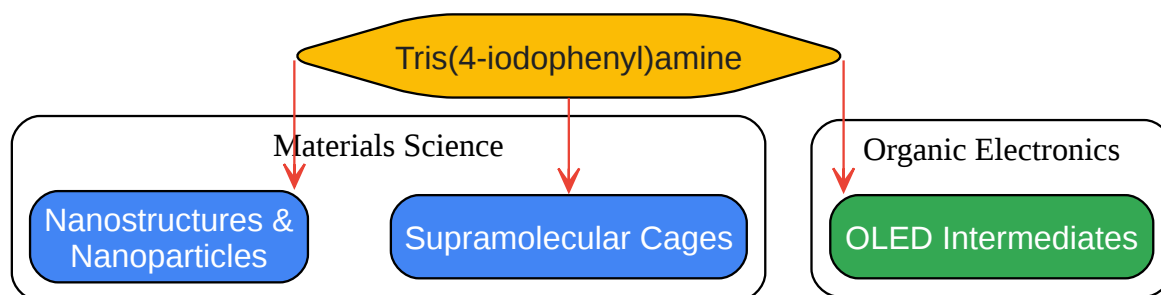 Tris(4-iodophenyl)amine
Materials Science
Organic Electronics
Nanostructures &
Nanoparticles
Supramolecular Cages
OLED Intermediates